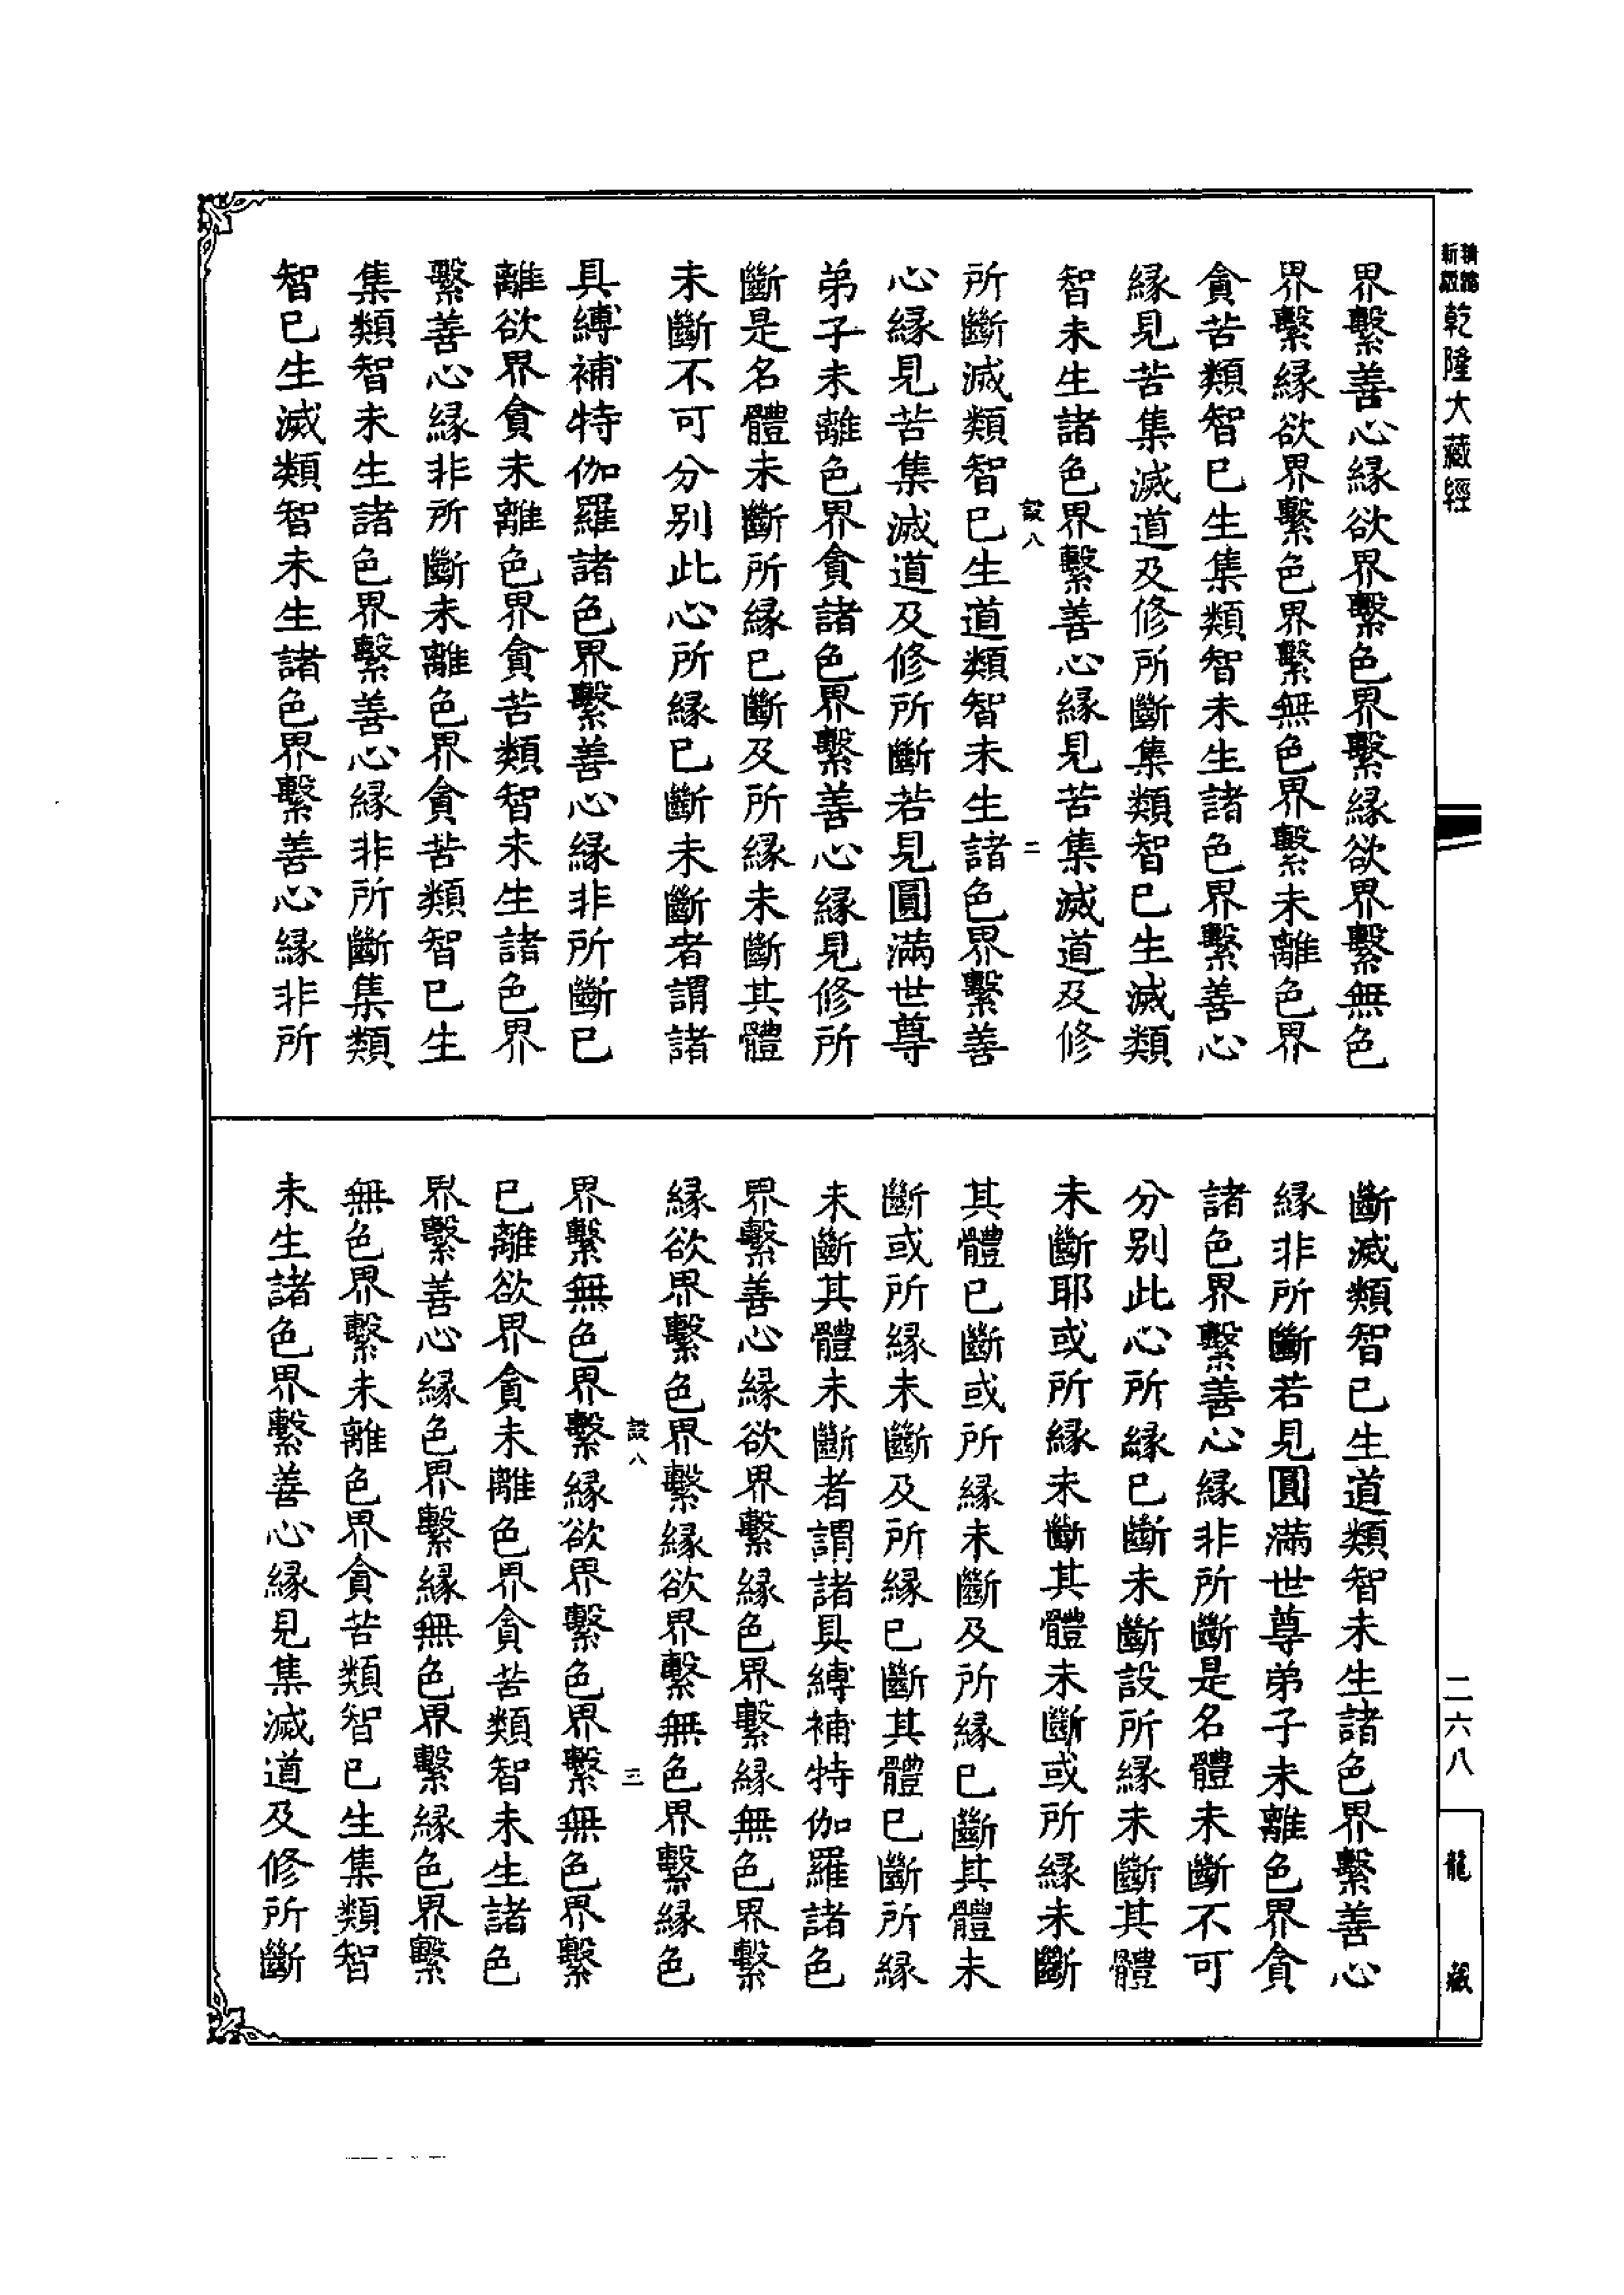 新縮精縮乾隆大藏經
界繫善心緣欲界繫色界繫緣欲界繫無色
界繫緣欲界繫色界繫無色界繫未離色界
貪苦類智已生集類智未生諸色界繫善心
緣見苦集滅道及修所斷集類智已生滅類
智未生諸色界繫善心緣見苦集滅道及修
設八 二
所斷滅類智已生道類智未生諸色界繫善
心緣見苦集滅道及修所斷若見圓滿世尊
弟子未離色界貪諸色界繫善心緣見修所
斷是名體未斷所緣已斷及所緣未斷其體
未斷不可分別此心所緣已斷未斷者謂諸
具縛補特伽羅諸色界繫善心緣非所斷已
離欲界貪未離色界貪苦類智未生諸色界
繫善心緣非所斷未離色界貪苦類智已生
集類智未生諸色界繫善心緣非所斷集類
智已生滅類智未生諸色界繫善心緣非所
斷滅類智已生道類智未生諸色界繫善心
緣非所斷若見圓滿世尊弟子未離色界貪
諸色界繫善心緣非所斷是名體未斷不可
分別此心所緣已斷未斷設所緣未斷其體
未斷耶或所緣未斷其體未斷或所緣未斷
其體已斷或所緣未斷及所緣已斷其體未
斷或所緣未斷及所緣已斷其體已斷所緣
未斷其體未斷者謂諸具縛補特伽羅諸色
界繫善心緣欲界繫緣色界繫緣無色界繫
緣欲界繫色界繫緣欲界繫無色界繫緣色
設八 三
界繫無色界繫緣欲界繫色界繫無色界繫
已離欲界貪未離色界貪苦類智未生諸色
界繫善心緣色界繫緣無色界繫緣色界繫
無色界繫未離色界貪苦類智已生集類智
未生諸色界繫善心緣見集滅道及修所斷
二六八
龍藏